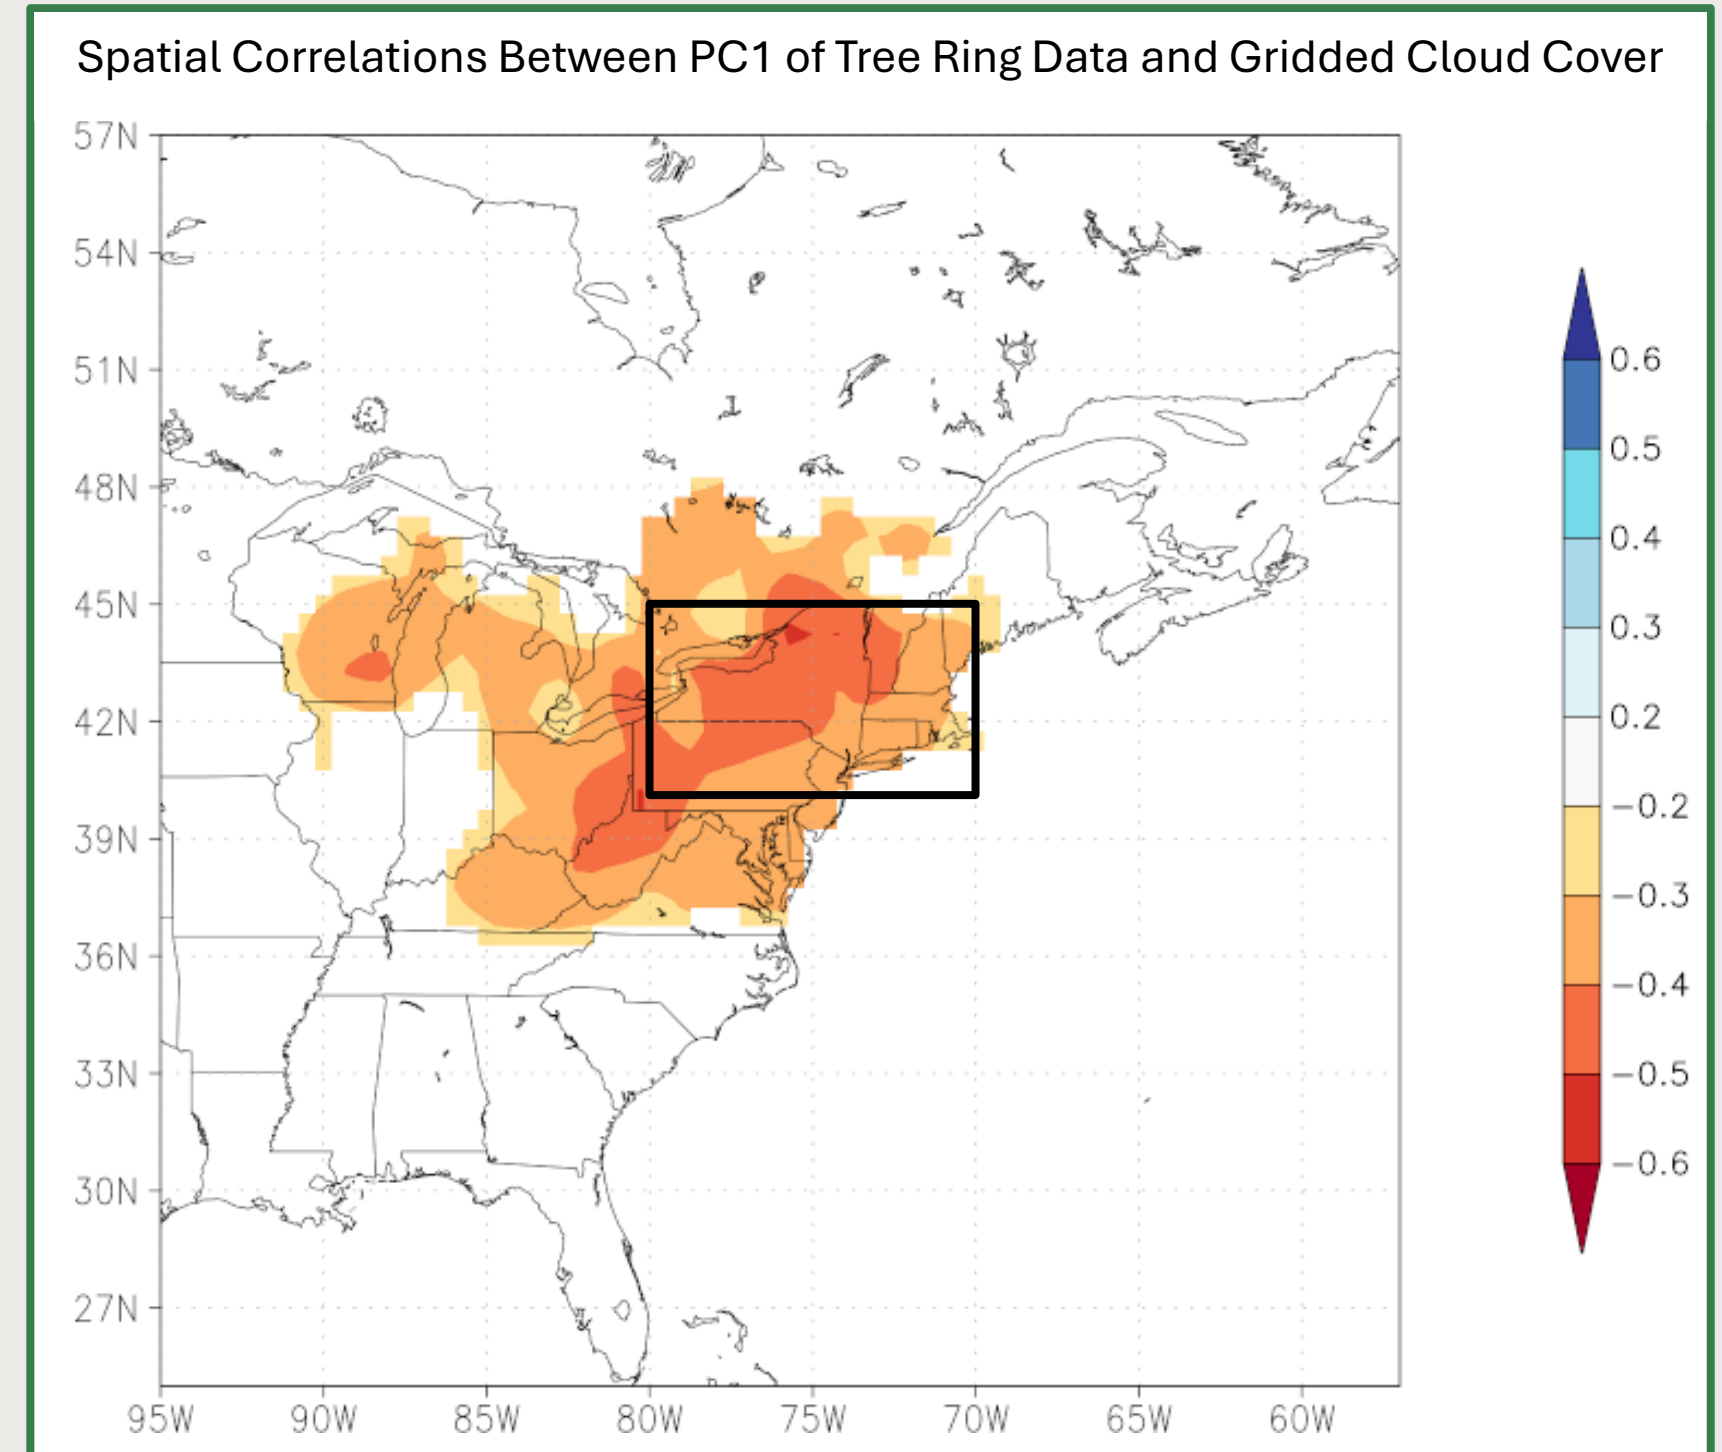 Spatial Correlations Between PC1 of Tree Ring Data and Gridded Cloud Cover
57N
54N
51N
48N
45N
42N
39N
36N
33N
30N
27N
95W 90W 85W 80W 75W 70W 65W 60W
0.6
0.5
0.4
0.3
0.2
−0.2
−0.3
−0.4
−0.5
−0.6